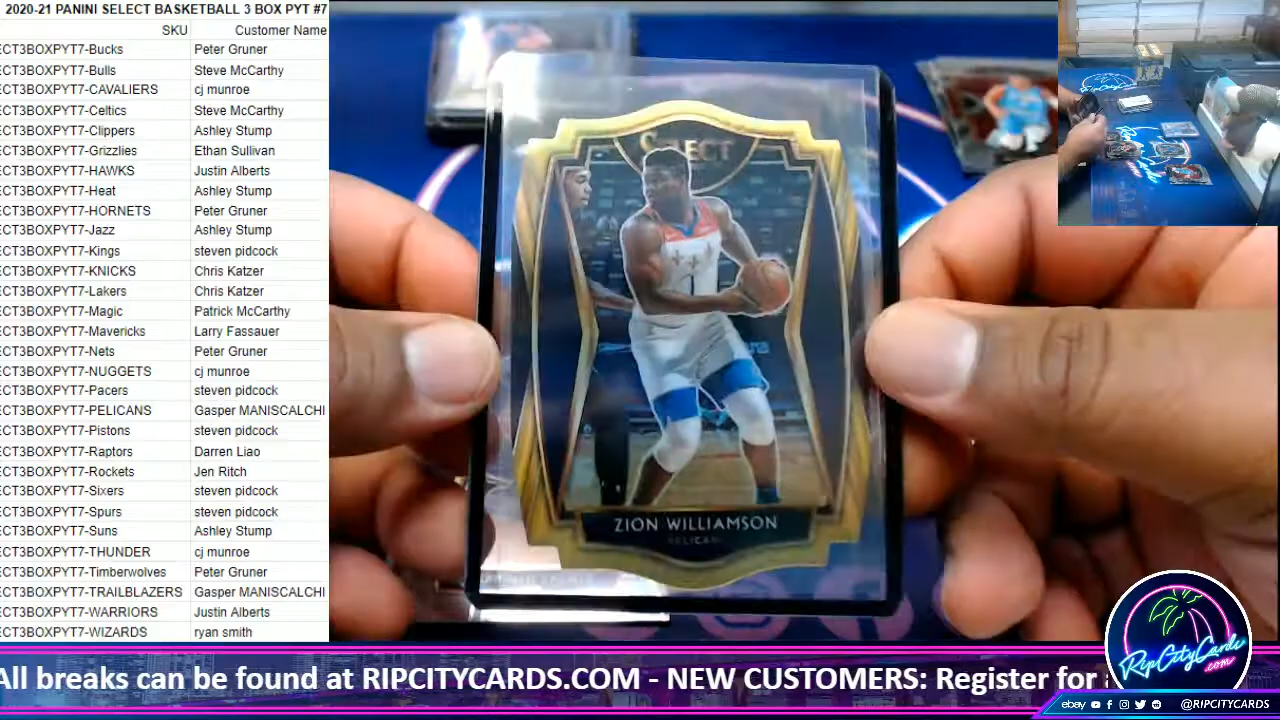 2020-21 PANINI SELECT BASKETBALL 3 BOX PYT #7
SKU Customer Name
ECT3BOXPYT7-Bucks Peter Gruner
ECT3BOXPYT7-Bulls Steve McCarthy
ECT3BOXPYT7-CAVALIERS cj munroe
ECT3BOXPYT7-Celtics Steve McCarthy
ECT3BOXPYT7-Clippers Ashley Stump
ECT3BOXPYT7-Grizzlies Ethan Sullivan
ECT3BOXPYT7-HAWKS Justin Alberts
ECT3BOXPYT7-Heat Ashley Stump
ECT3BOXPYT7-HORNETS Peter Gruner
ECT3BOXPYT7-Jazz Ashley Stump
ECT3BOXPYT7-Kings steven pidcock
ECT3BOXPYT7-KNICKS Chris Katzer
ECT3BOXPYT7-Lakers Chris Katzer
ECT3BOXPYT7-Magic Patrick McCarthy
ECT3BOXPYT7-Mavericks Larry Fassauer
ECT3BOXPYT7-Nets Peter Gruner
ECT3BOXPYT7-NUGGETS cj munroe
ECT3BOXPYT7-Pacers steven pidcock
ECT3BOXPYT7-PELICANS Gasper MANISCALCHI
ECT3BOXPYT7-Pistons steven pidcock
ECT3BOXPYT7-Raptors Darren Liao
ECT3BOXPYT7-Rockets Jen Ritch
ECT3BOXPYT7-Sixers steven pidcock
ECT3BOXPYT7-Spurs steven pidcock
ECT3BOXPYT7-Suns Ashley Stump
ECT3BOXPYT7-THUNDER cj munroe
ECT3BOXPYT7-Timberwolves Peter Gruner
ECT3BOXPYT7-TRAILBLAZERS Gasper MANISCALCHI
ECT3BOXPYT7-WARRIORS Justin Alberts
ECT3BOXPYT7-WIZARDS ryan smith
SELECT
1
ZION WILLIAMSON
PELICANS
All breaks can be found at RIPCITYCARDS.COM - NEW CUSTOMERS: Register for
RipCityCards
.com
ebay @RIPCITYCARDS